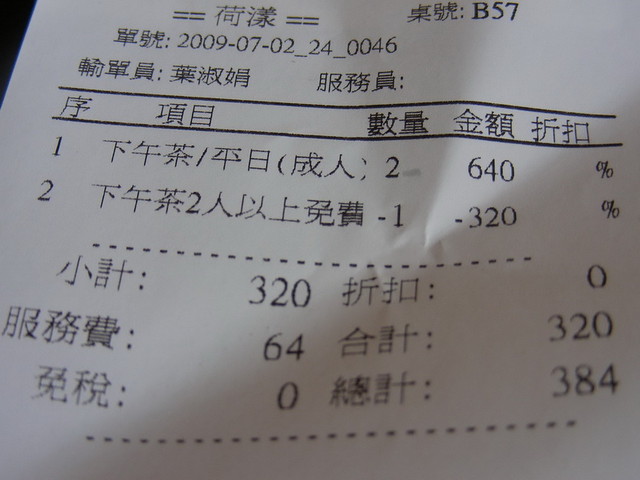 == 荷漾 == 桌號: B57
單號: 2009-07-02_24_0046
輸單員: 葉淑娟 服務員:
序 項目 數量 金額 折扣
1 下午茶/平日(成人) 2 640 %
2 下午茶2人以上免費 -1 -320 %
小計: 320 折扣: 0
服務費: 64 合計: 320
免稅: 0 總計: 384